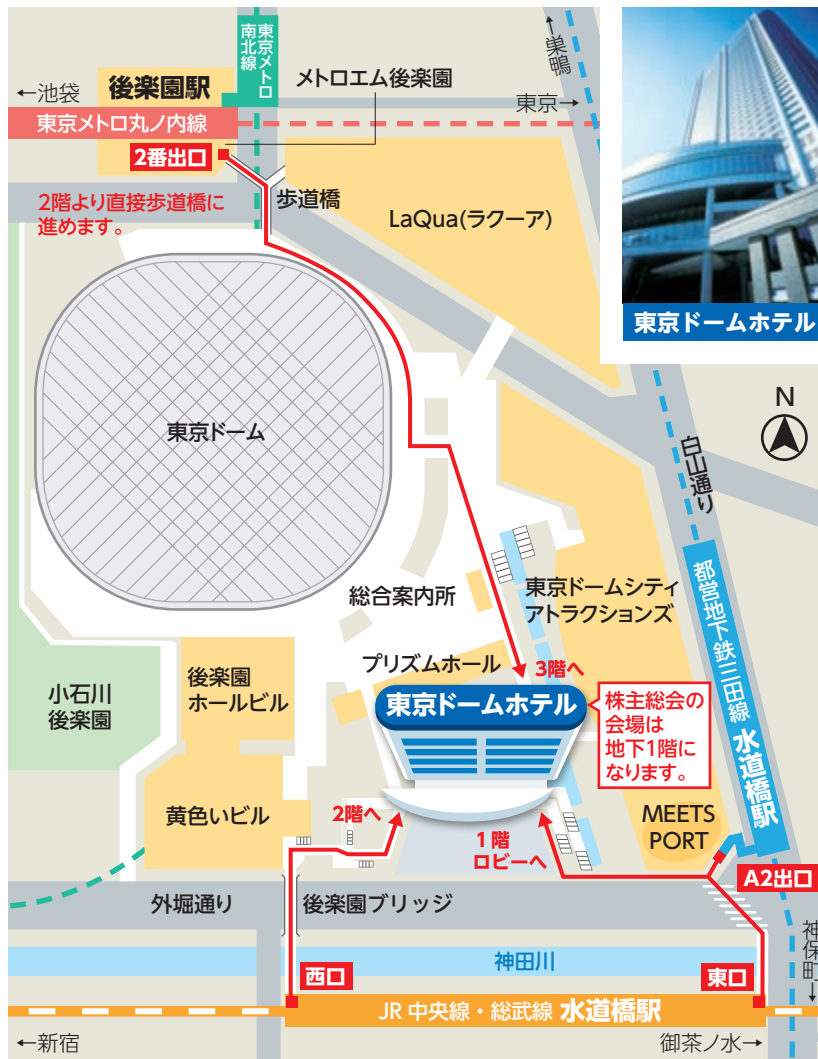 東京メトロ
南北線
↑
巣鴨
←池袋
後楽園駅
メトロエム後楽園
東京→
東京メトロ丸ノ内線
2番出口
2階より直接歩道橋に
進めます。
歩道橋
LaQua(ラクーア)
東京ドームホテル
N
東京ドーム
白山通り
都営地下鉄三田線 水道橋駅
総合案内所
東京ドームシティ
アトラクションズ
プリズムホール
3階へ
小石川
後楽園
後楽園
ホールビル
東京ドームホテル
株主総会の
会場は
地下1階に
なります。
黄色いビル
2階へ
1階
ロビーへ
MEETS
PORT
A2出口
外堀通り
後楽園ブリッジ
神保町
↓
神田川
西口
東口
JR 中央線・総武線 水道橋駅
←新宿
御茶ノ水→